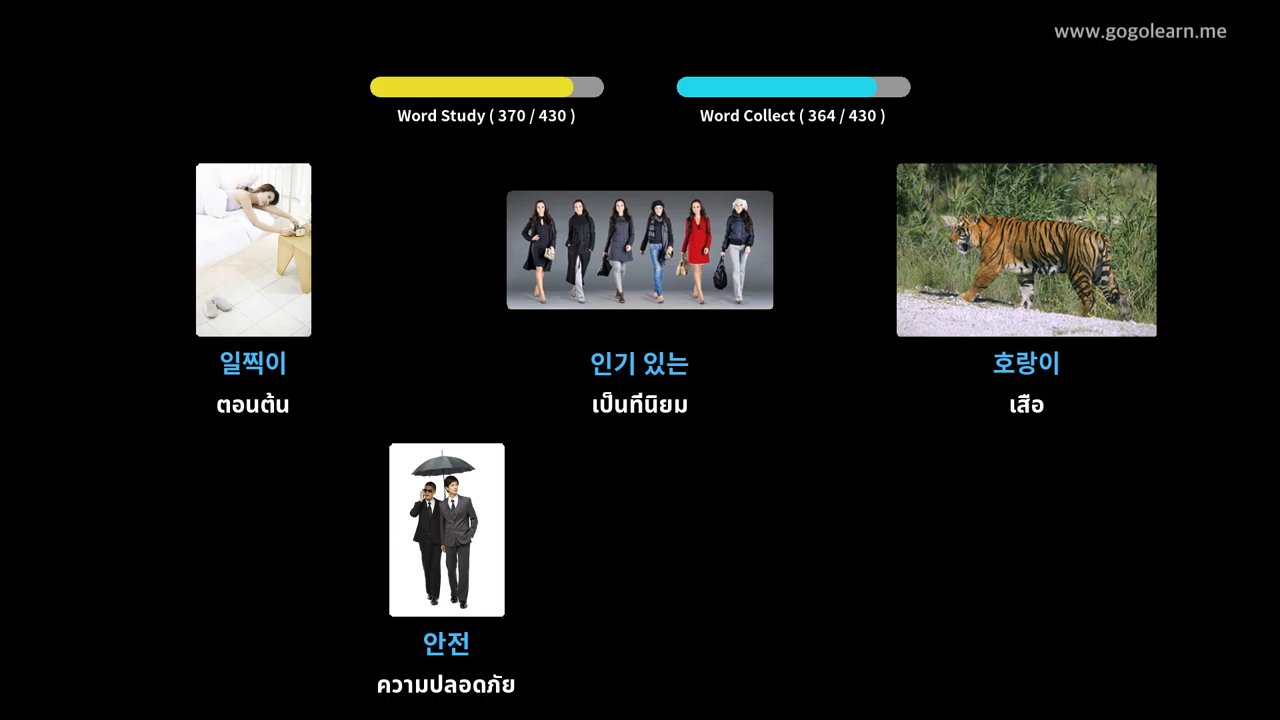 www.gogolearn.me
Word Study ( 370 / 430 )
Word Collect ( 364 / 430 )
일찍이
ตอนต้น
인기 있는
เป็นที่นิยม
호랑이
เสือ
안전
ความปลอดภัย